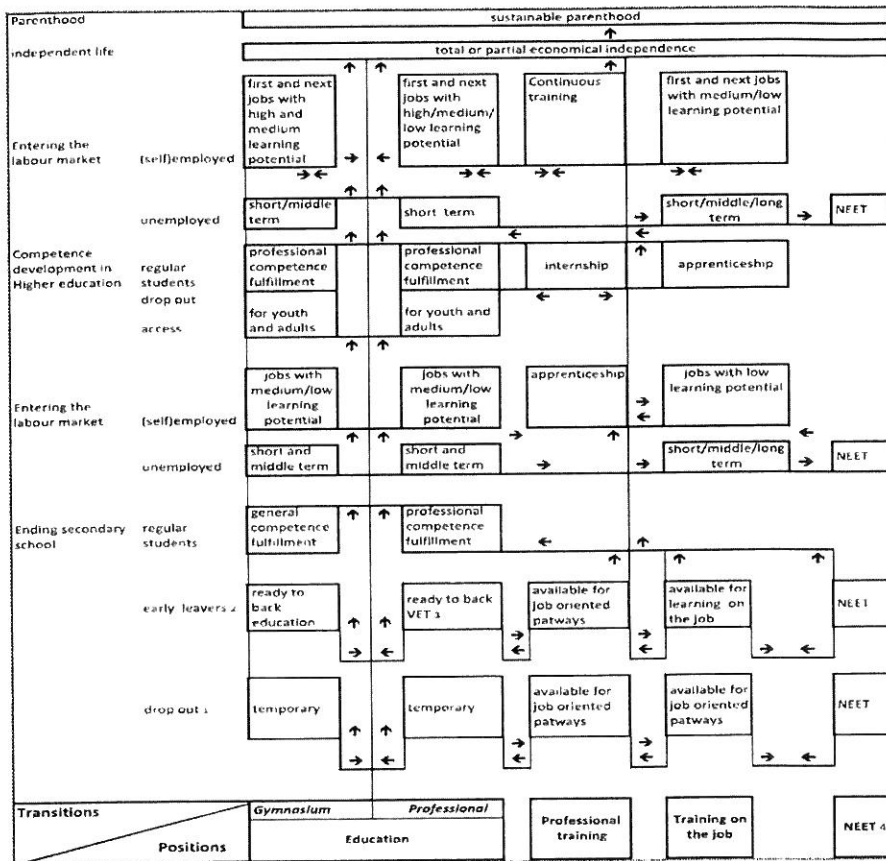 Parenthood
sustainable parenthood
independent life
total or partial economical independence
first and next
jobs with
high and
medium
learning
potential
first and next
jobs with
high/medium/
low learning
potential
Continuous
training
first and next jobs
with medium/low
learning potential
Entering the
labour market
(self)employed
unemployed
short/middle
term
short term
short/middle/long
term
NEET
Competence
development in
Higher education
regular
students
drop out
access
professional
competence
fulfillment
for youth
and adults
professional
competence
fulfillment
for youth
and adults
internship
apprenticeship
Entering the
labour market
(self)employed
jobs with
medium/low
learning
potential
jobs with
medium/low
learning
potential
apprenticeship
jobs with low
learning potential
unemployed
short and
middle term
short and
middle term
short/middle/long
term
NEET
Ending secondary
school
regular
students
general
competence
fulfillment
professional
competence
fulfillment
early leavers 2
ready to
back
education
ready to back
VET 3
available for
job oriented
patways
available for
learning on
the job
NEET
drop out 1
temporary
temporary
available for
job oriented
patways
available for
job oriented
patways
NEET
Transitions
Positions
Gymnasium
Professional
Education
Professional
training
Training on
the job
NEET 4